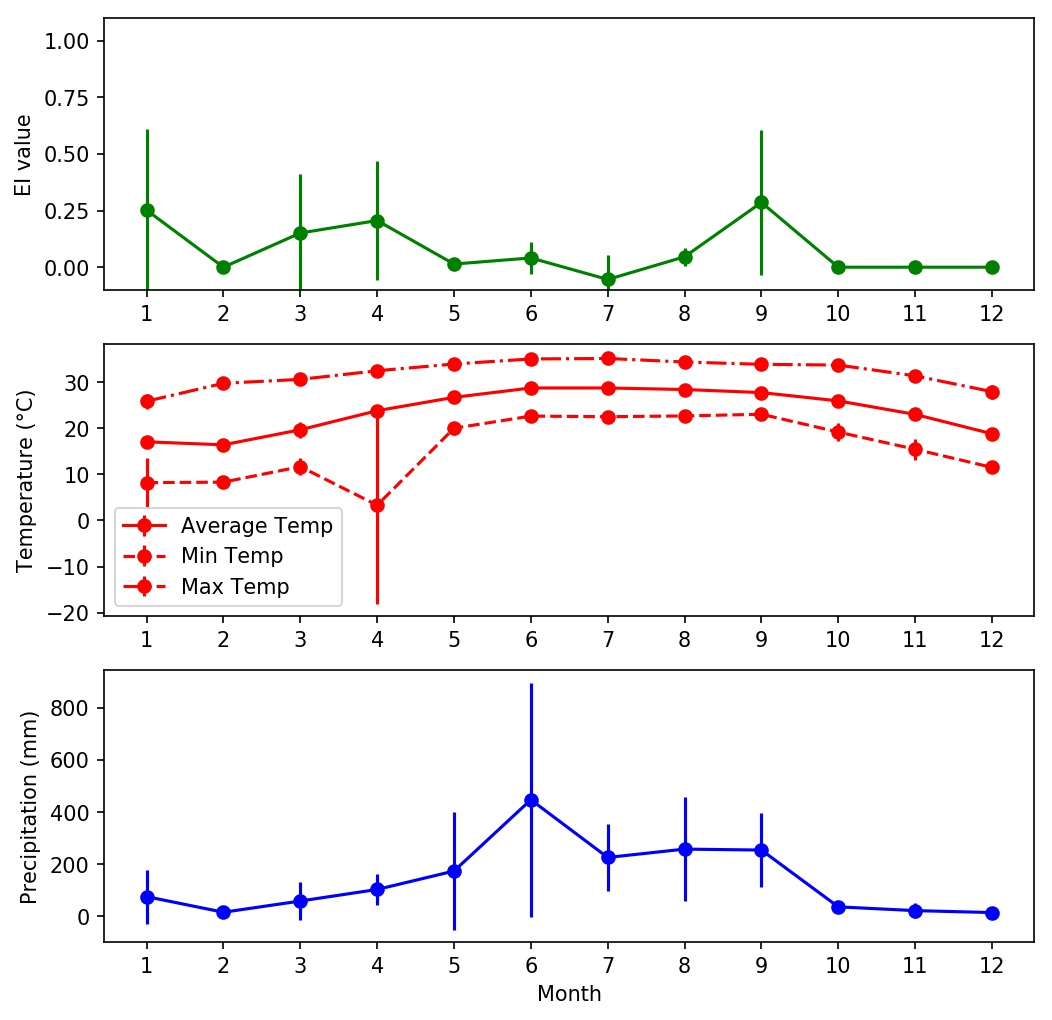 EI value
1.00
0.75
0.50
0.25
0.00
1 2 3 4 5 6 7 8 9 10 11 12
Temperature (°C)
30
20
10
0
−10
−20
Average Temp
Min Temp
Max Temp
1 2 3 4 5 6 7 8 9 10 11 12
Precipitation (mm)
800
600
400
200
0
1 2 3 4 5 6 7 8 9 10 11 12
Month